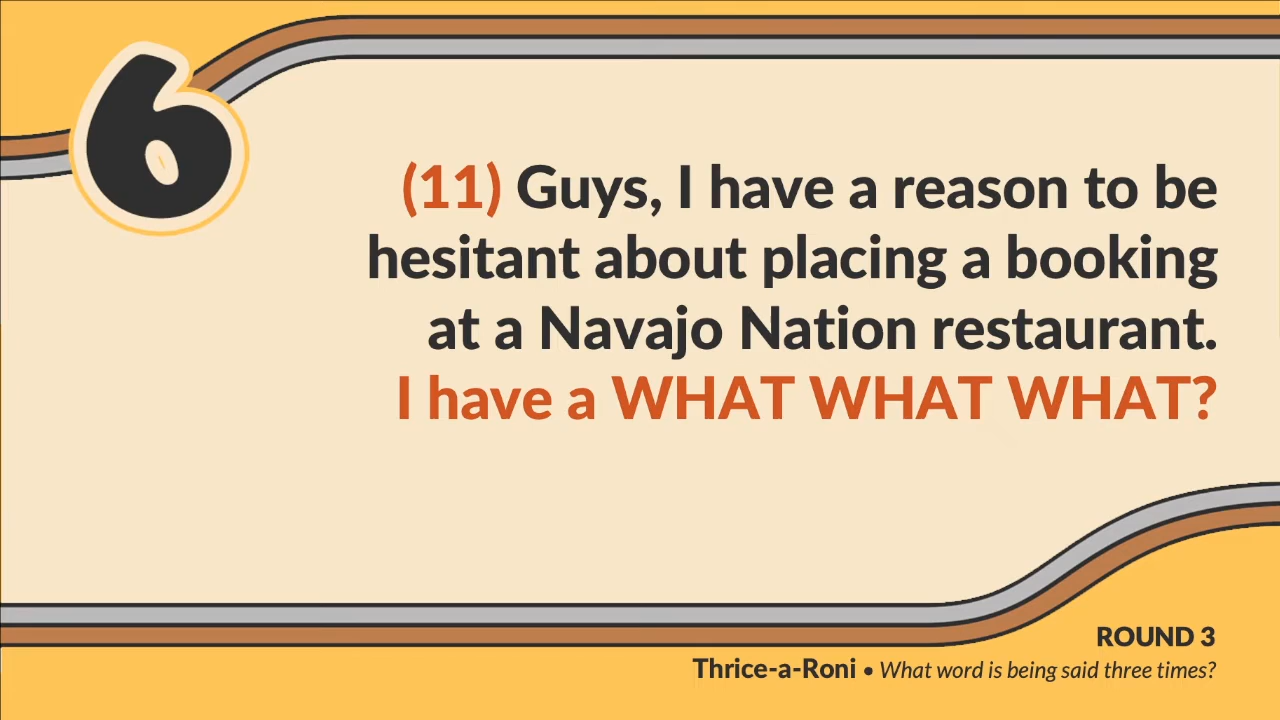 6
(11) Guys, I have a reason to be
hesitant about placing a booking
at a Navajo Nation restaurant.
I have a WHAT WHAT WHAT?
ROUND 3
Thrice-a-Roni • What word is being said three times?